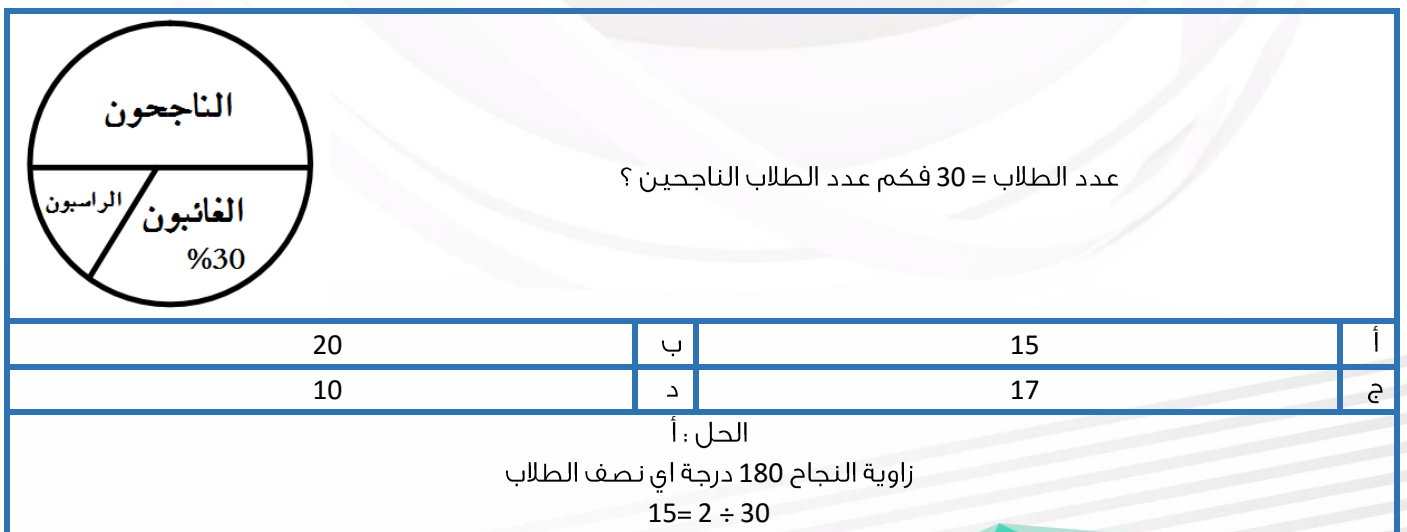 الناجحون
الراسبون
الغائبون
%30
عدد الطلاب = 30 فكم عدد الطلاب الناجحين ؟
أ 15 ب 20
ج 17 د 10
الحل : أ
زاوية النجاح 180 درجة اي نصف الطلاب
30 ÷ 2 =15